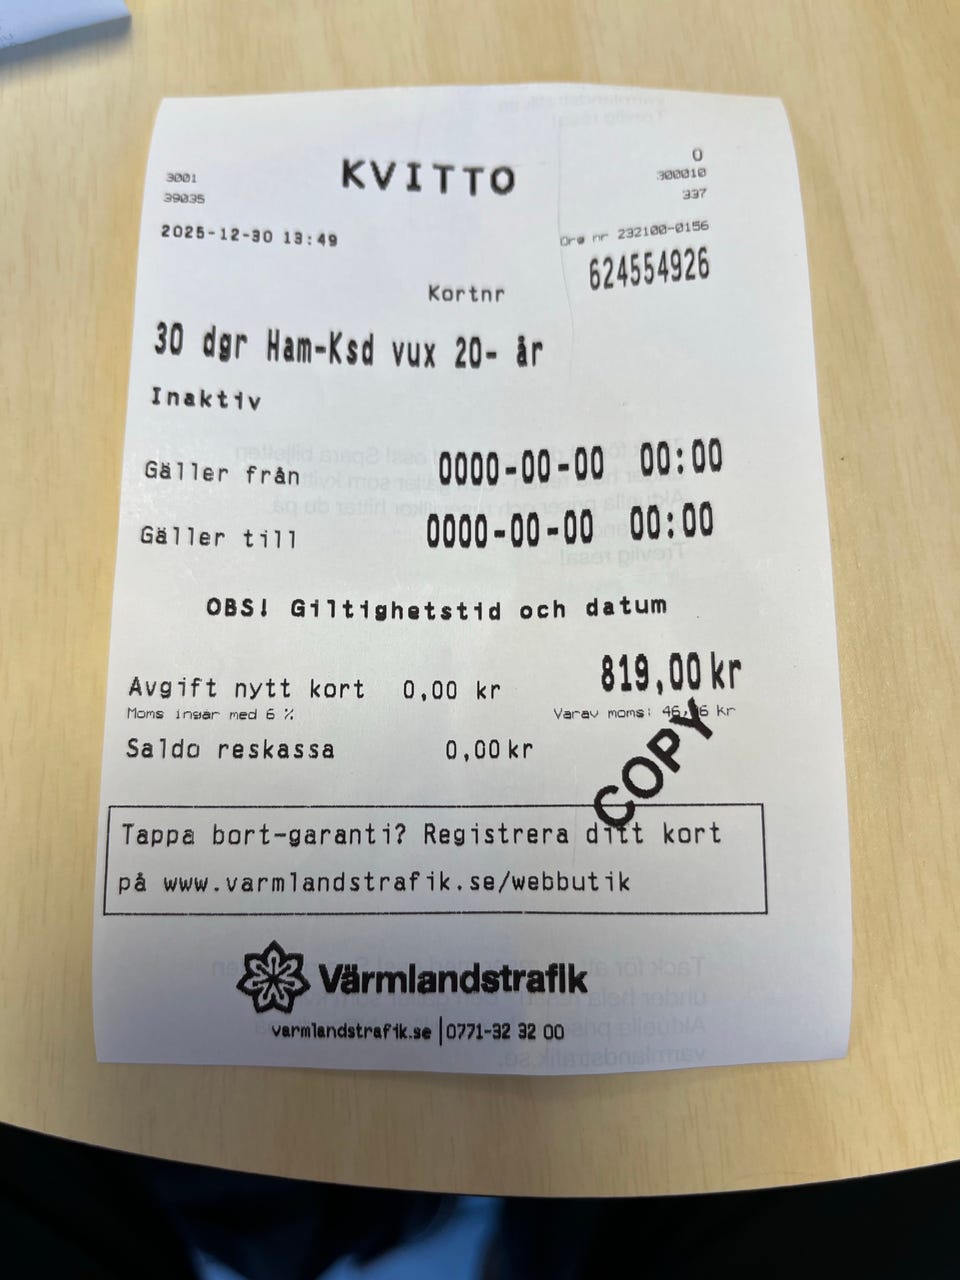 KVITTO
3001
39035
0
300010
337
2025-12-30 13:49
Org nr 232100-0156
Kortnr 624554926
30 dgr Ham-Ksd vux 20- år
Inaktiv
Gäller från 0000-00-00 00:00
Gäller till 0000-00-00 00:00
OBS! Giltighetstid och datum
819,00 kr
Avgift nytt kort 0,00 kr
Moms ingår med 6 % Varav moms: kr
Saldo reskassa 0,00 kr
COPY
Tappa bort-garanti? Registrera ditt kort
på www.varmlandstrafik.se/webbutik
Värmlandstrafik
varmlandstrafik.se | 0771-32 32 00